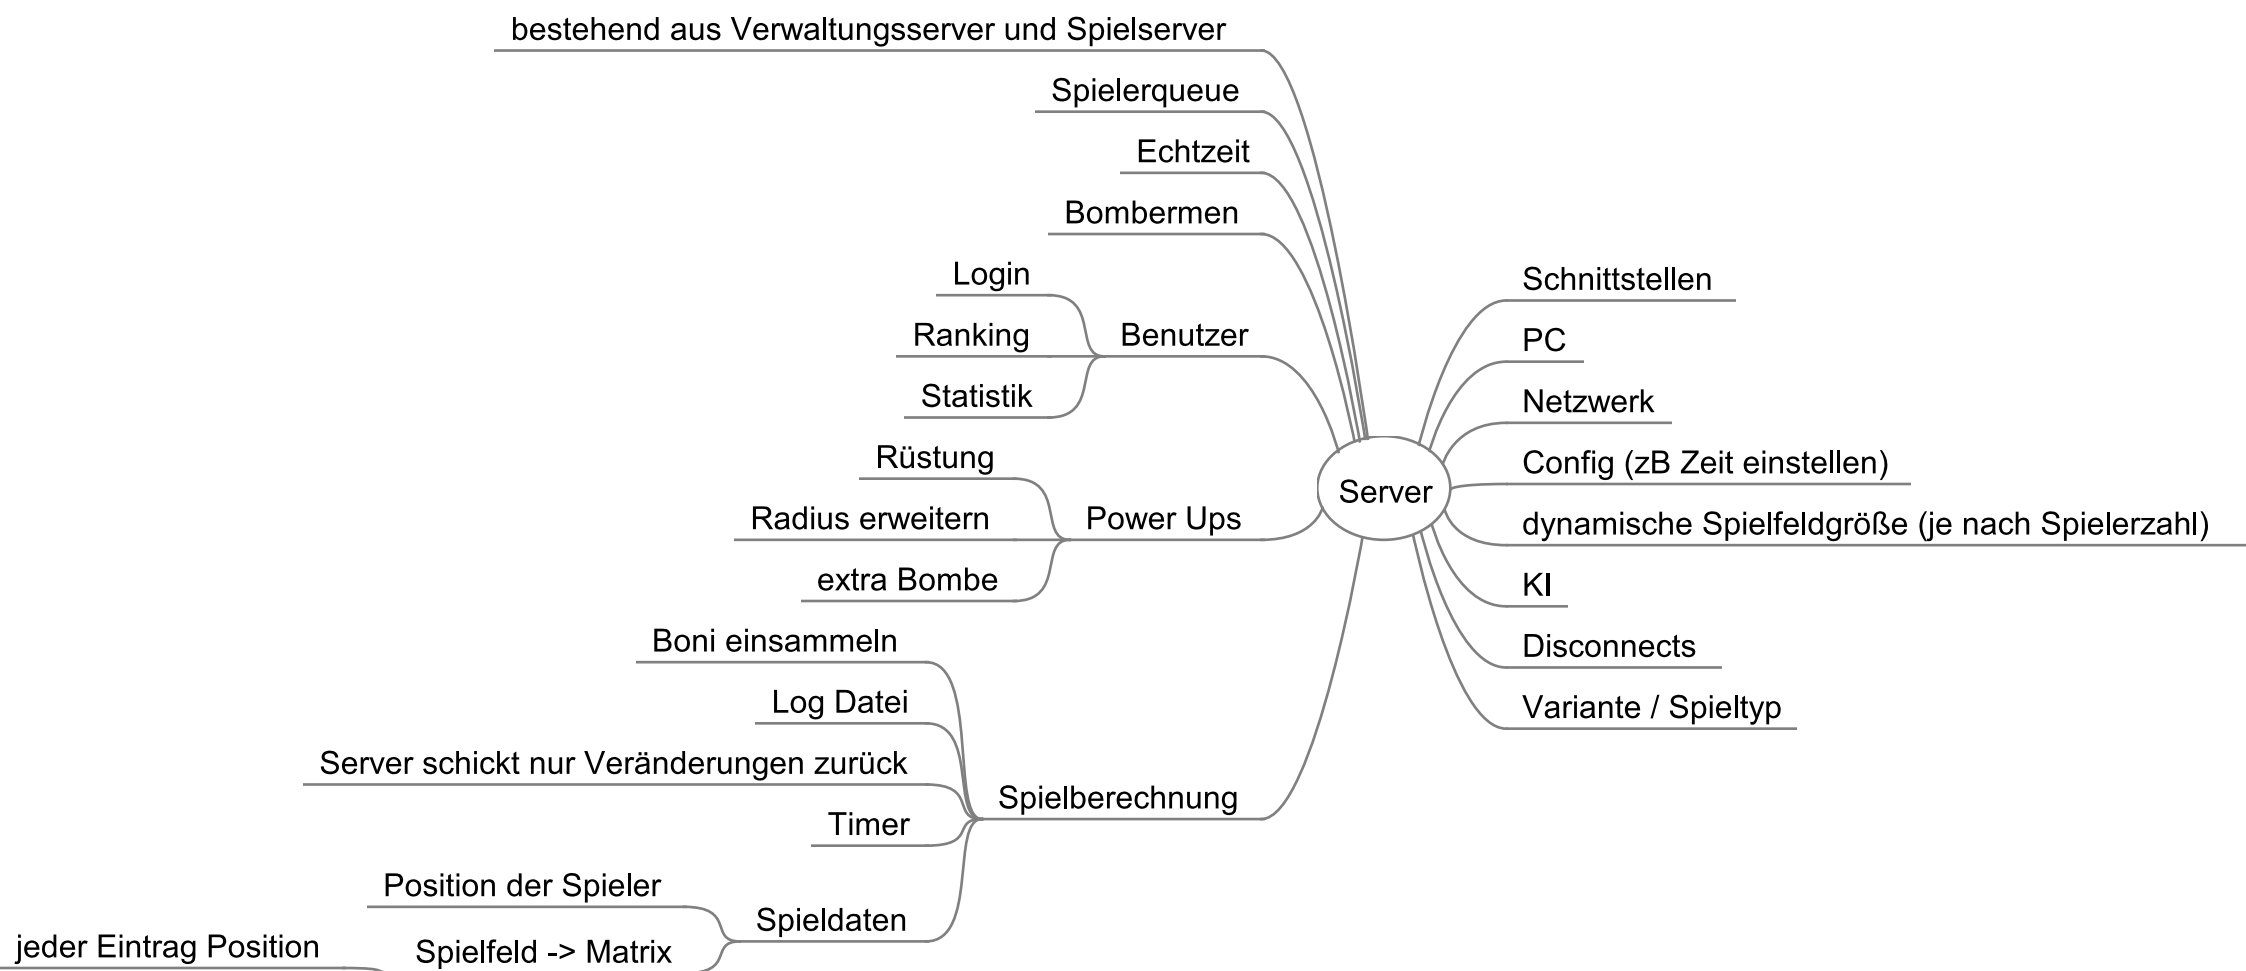 bestehend aus Verwaltungsserver und Spielserver
Spielerqueue
Echtzeit
Bombermen
Login
Ranking
Statistik
Benutzer
Rüstung
Radius erweitern
extra Bombe
Power Ups
Boni einsammeln
Log Datei
Server schickt nur Veränderungen zurück
Timer
Spielberechnung
Position der Spieler
Spieldaten
jeder Eintrag Position
Spielfeld -> Matrix
Server
Schnittstellen
PC
Netzwerk
Config (zB Zeit einstellen)
dynamische Spielfeldgröße (je nach Spielerzahl)
KI
Disconnects
Variante / Spieltyp